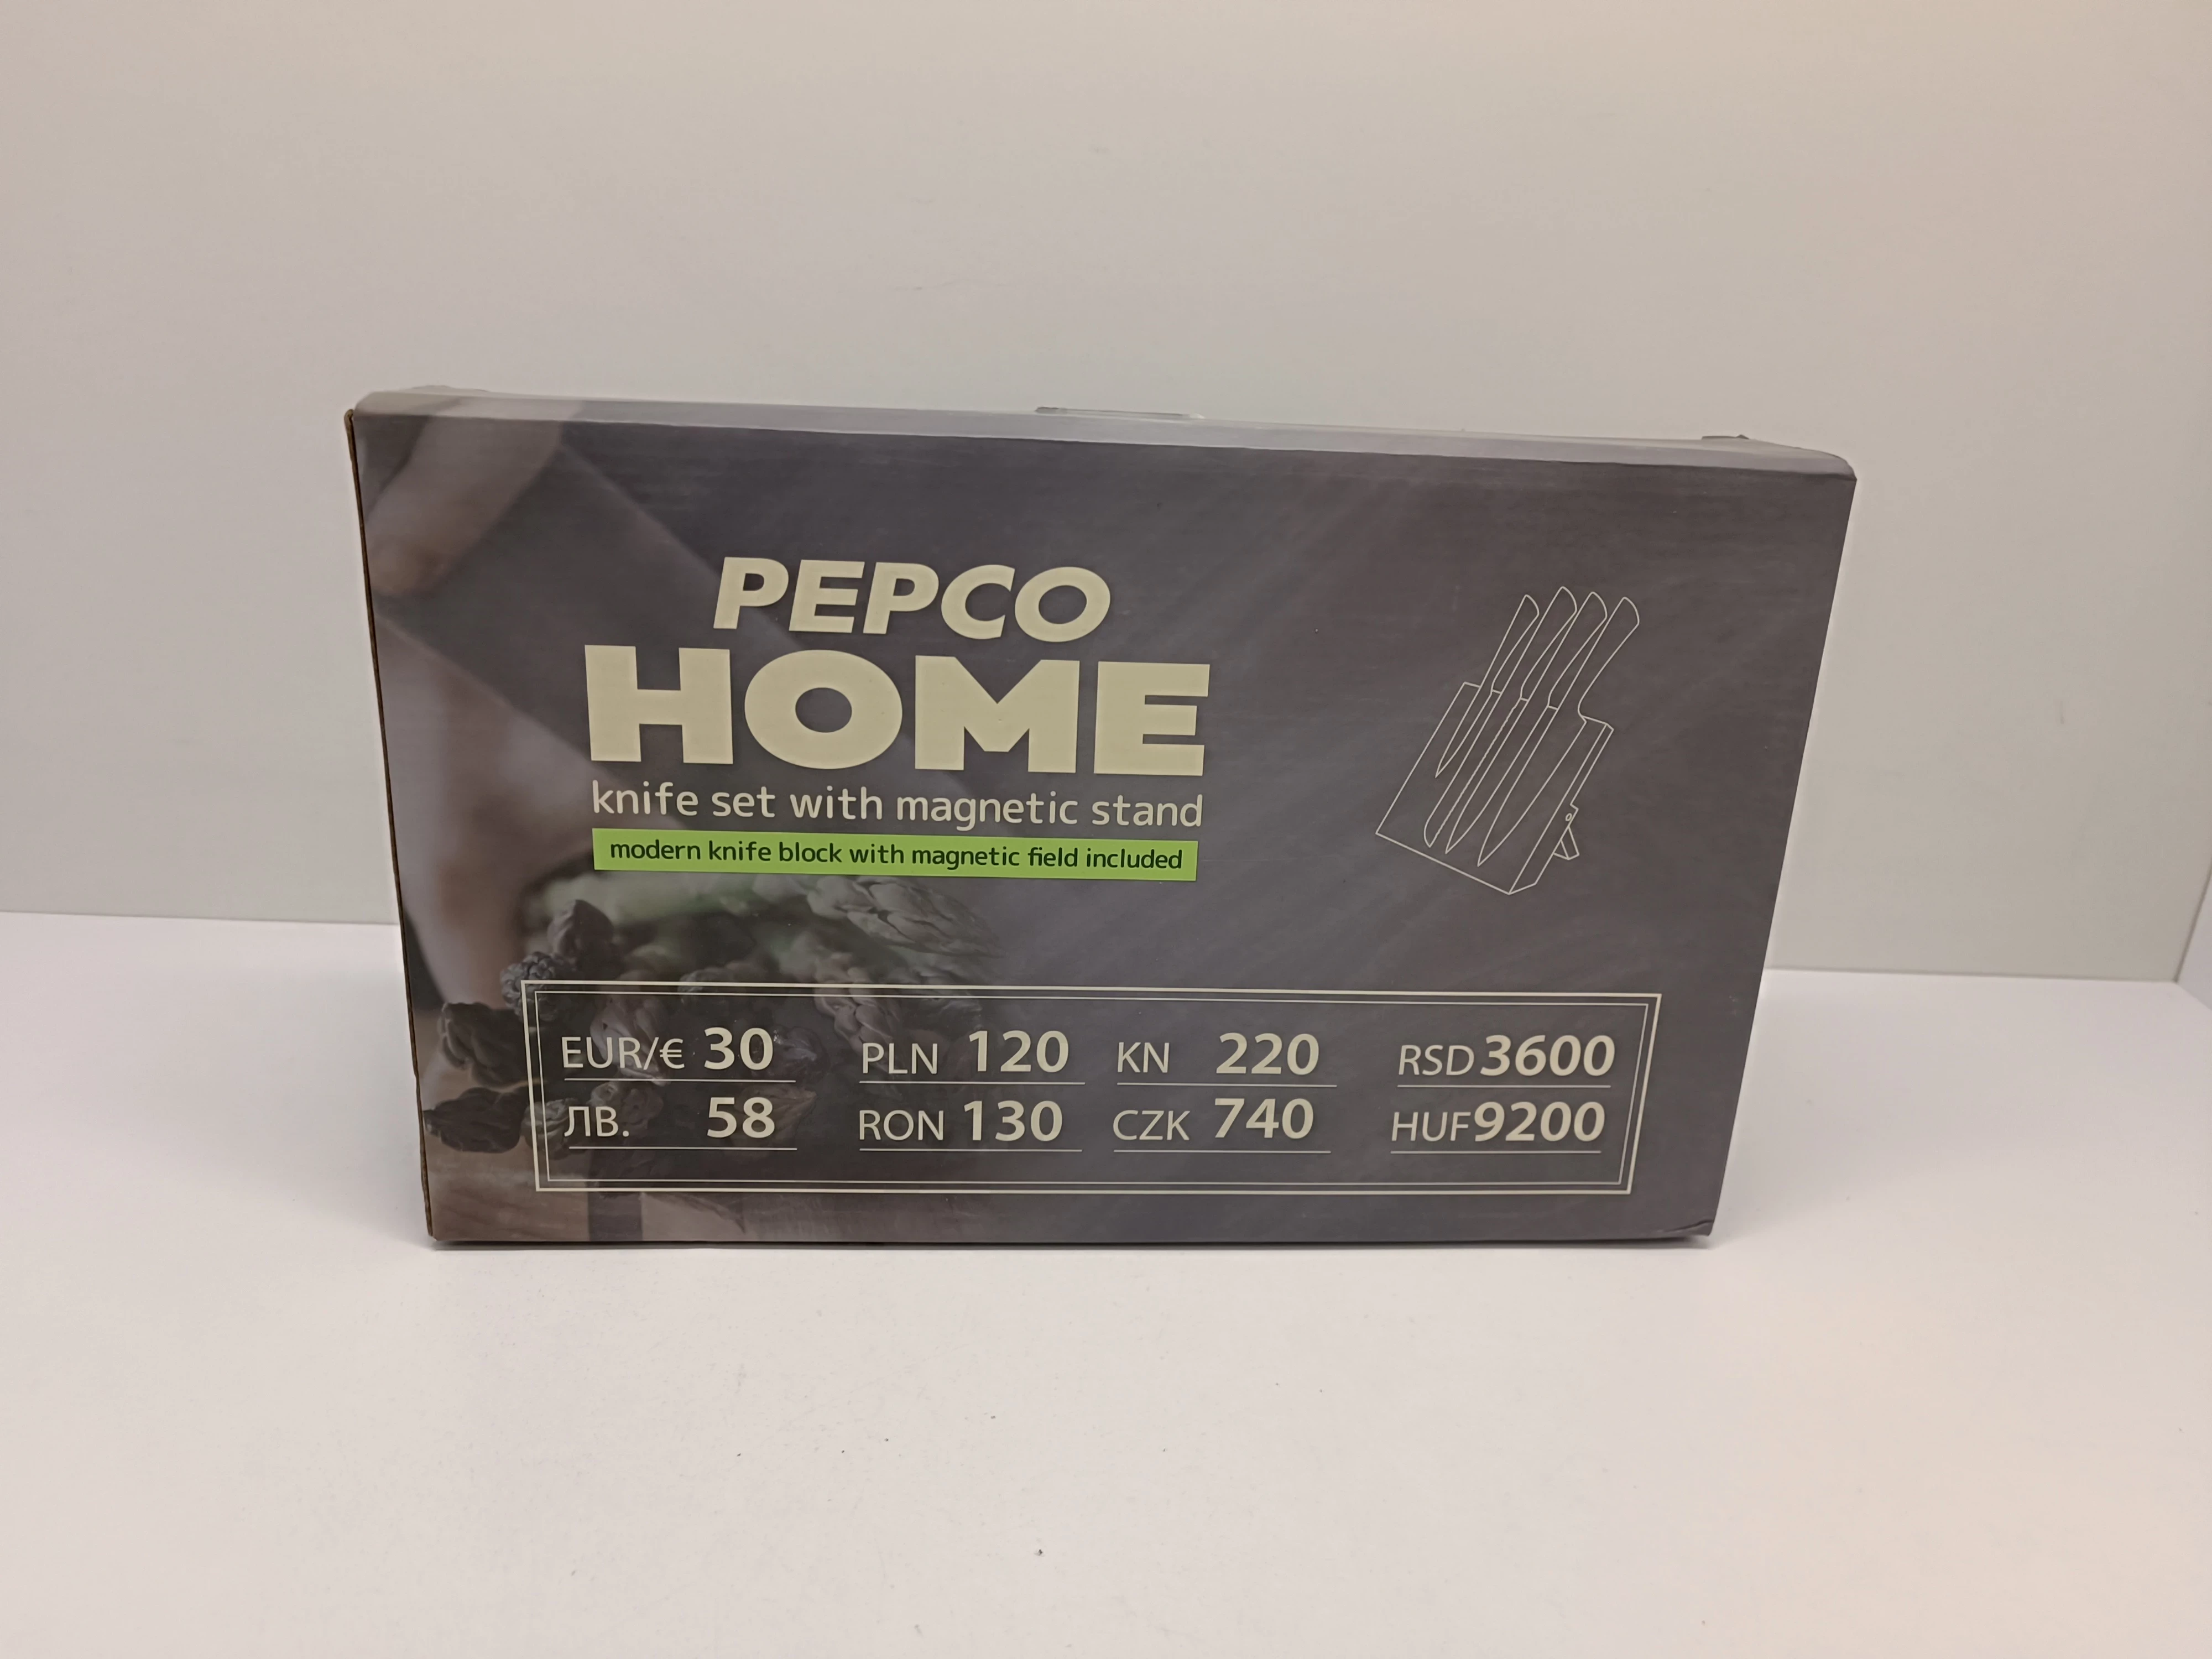 PEPCO
HOME
knife set with magnetic stand
modern knife block with magnetic field included
EUR/€ 30 PLN 120 KN 220 RSD 3600
ЛВ. 58 RON 130 CZK 740 HUF 9200